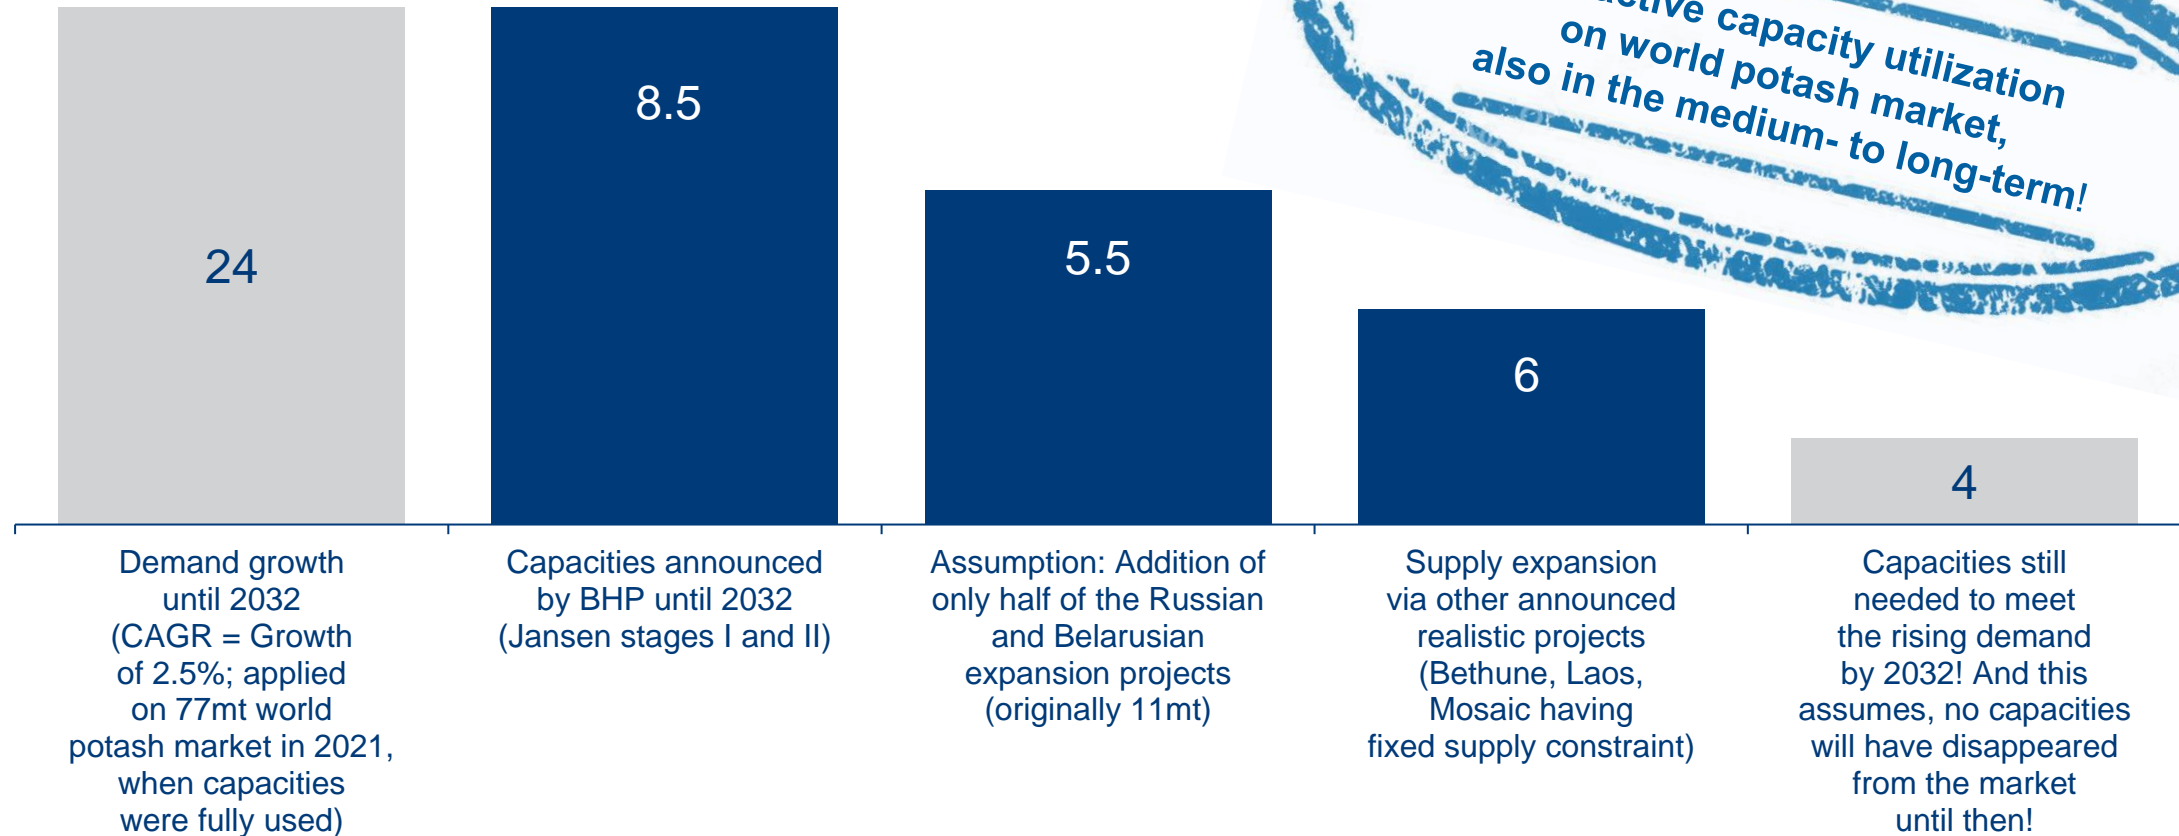 capacity utilization
on world potash market,
also in the medium- to long-term!
24
8.5
5.5
6
4
Demand growth
until 2032
(CAGR = Growth
of 2.5%; applied
on 77mt world
potash market in 2021,
when capacities
were fully used)
Capacities announced
by BHP until 2032
(Jansen stages I and II)
Assumption: Addition of
only half of the Russian
and Belarusian
expansion projects
(originally 11mt)
Supply expansion
via other announced
realistic projects
(Bethune, Laos,
Mosaic having
fixed supply constraint)
Capacities still
needed to meet
the rising demand
by 2032! And this
assumes, no capacities
will have disappeared
from the market
until then!